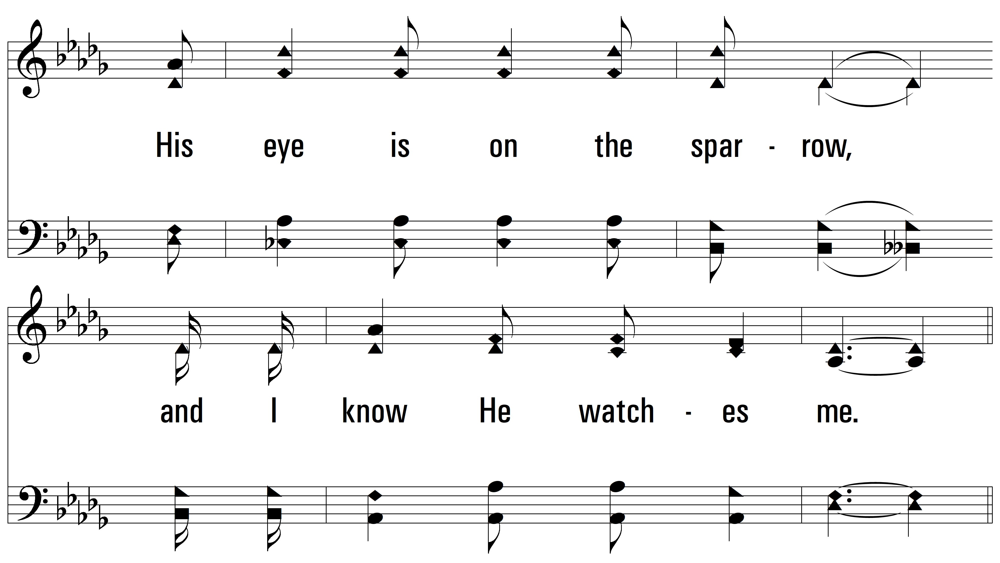 His eye is on the spar - row,
and I know He watch - es me.